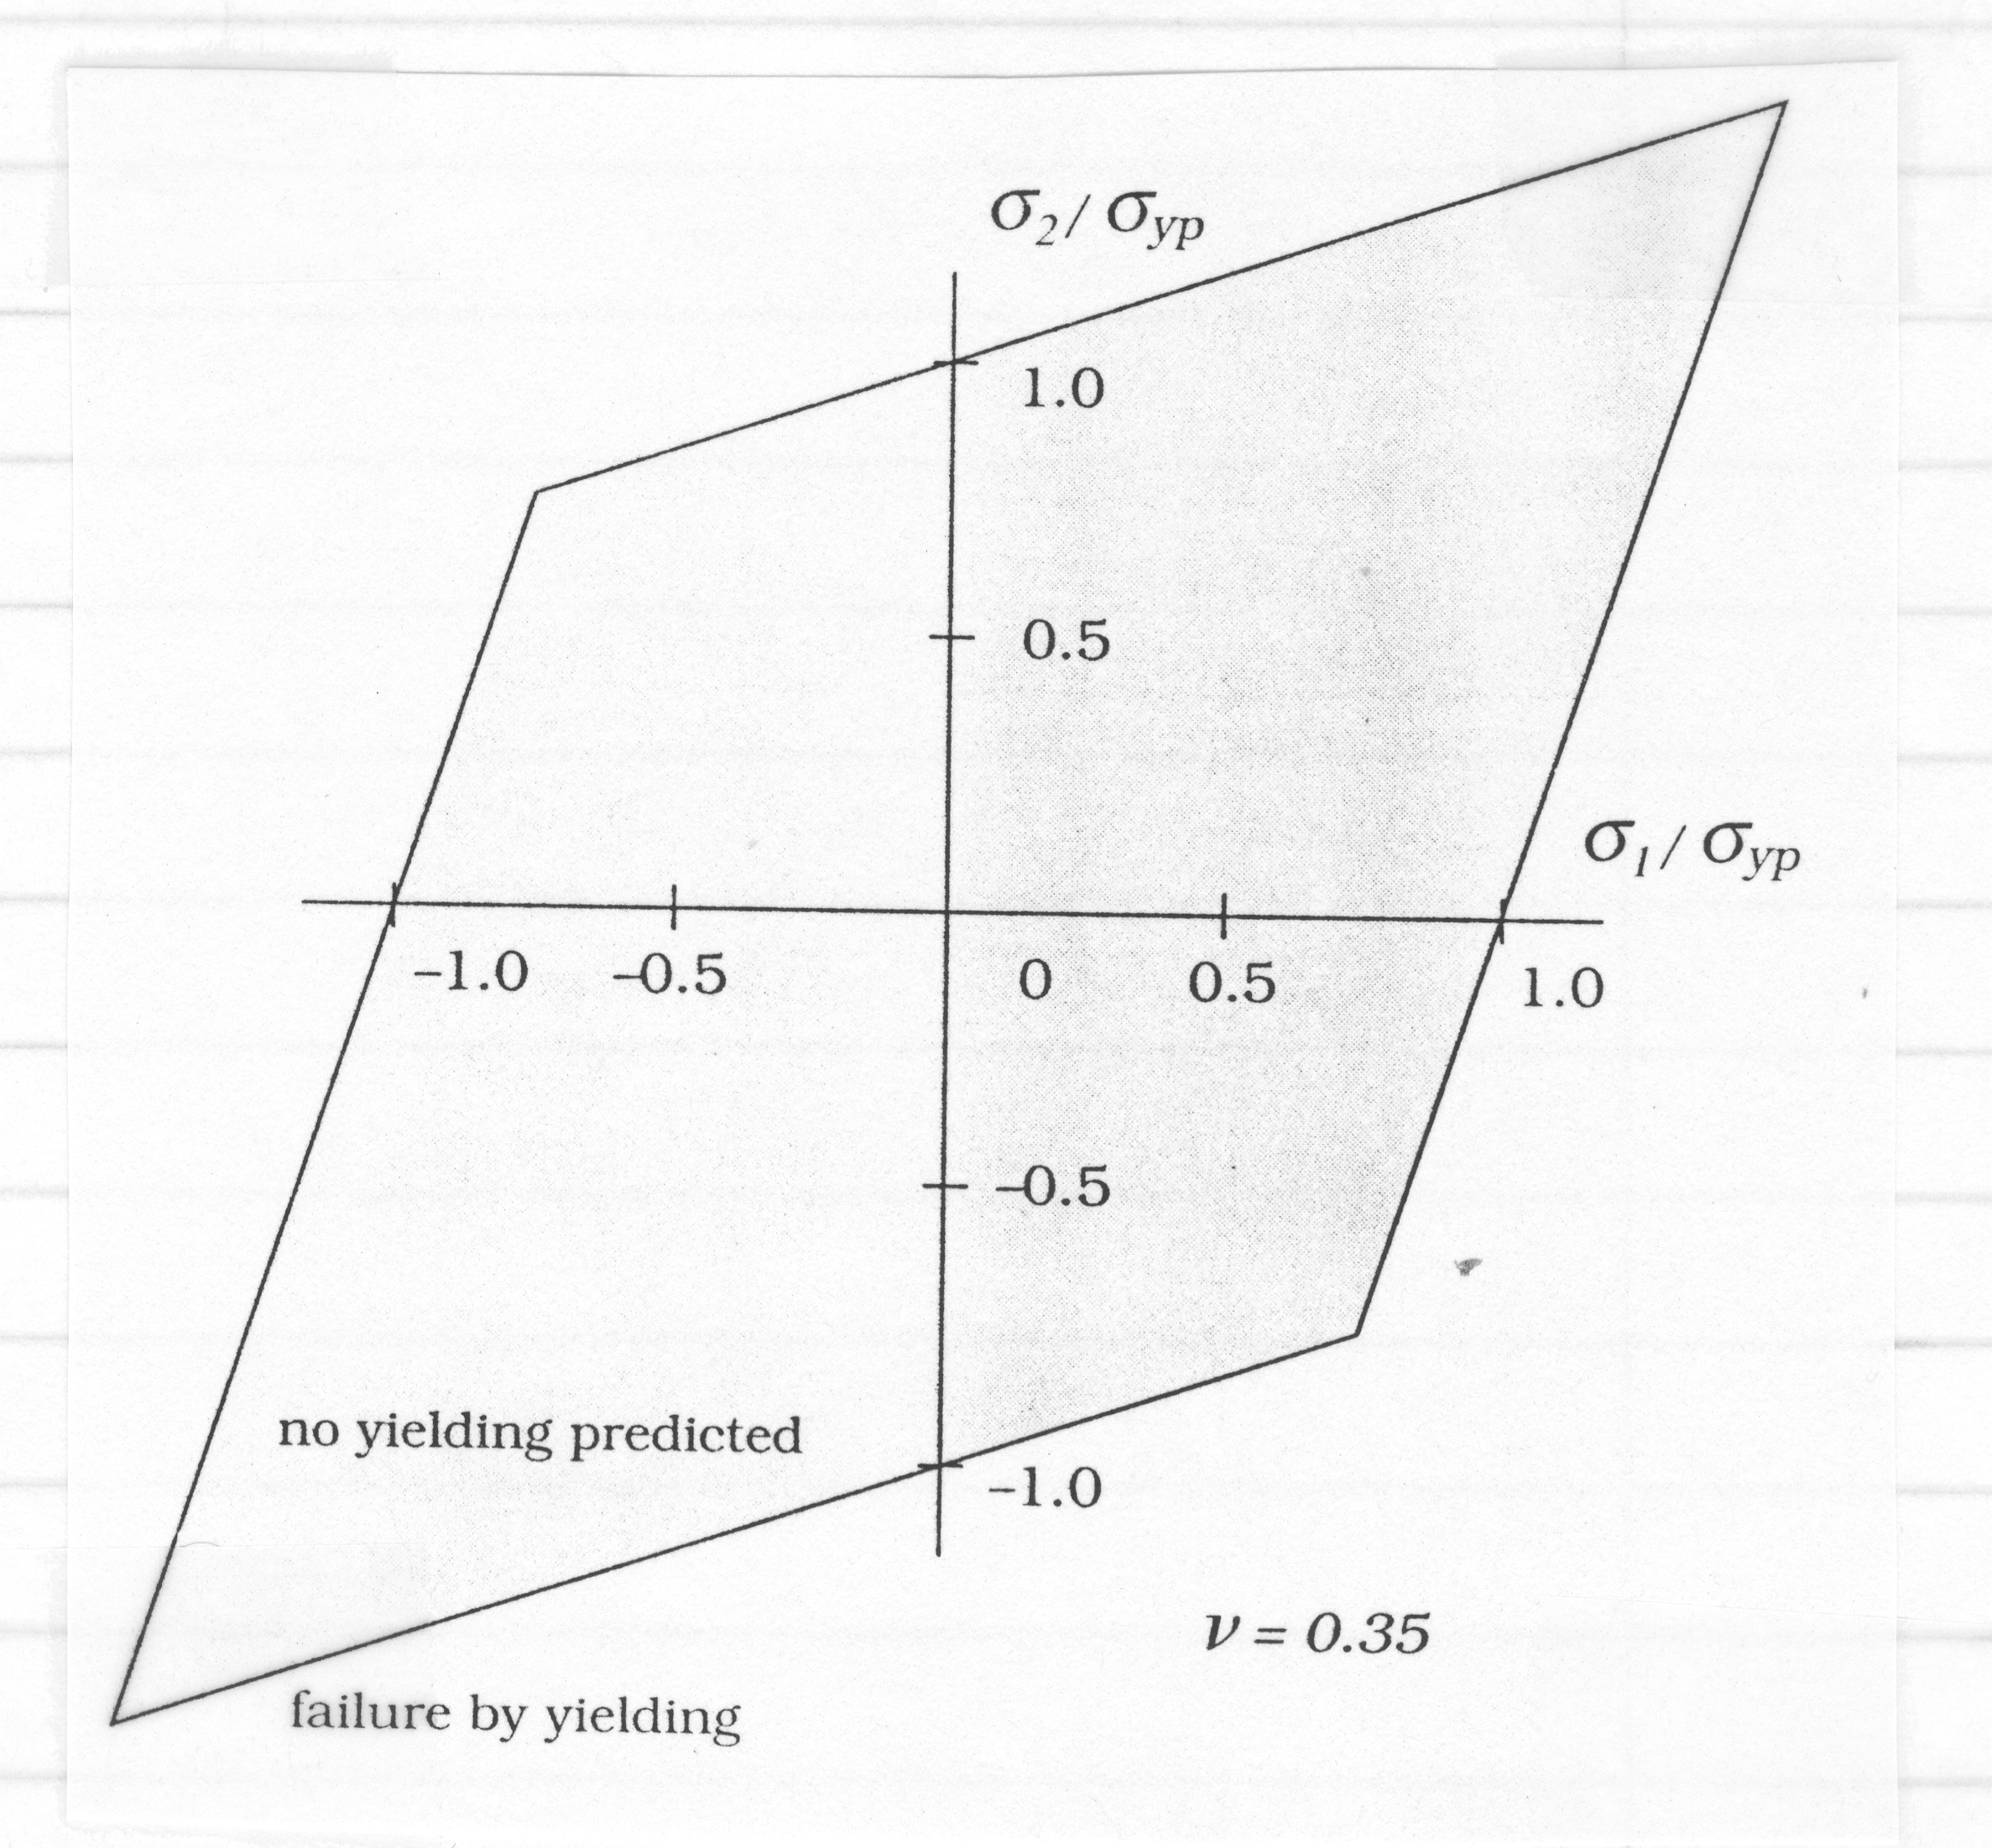 σ2/ σyp
1.0
0.5
σ1/ σyp
–1.0 –0.5 0 0.5 1.0
–0.5
no yielding predicted
–1.0
ν = 0.35
failure by yielding